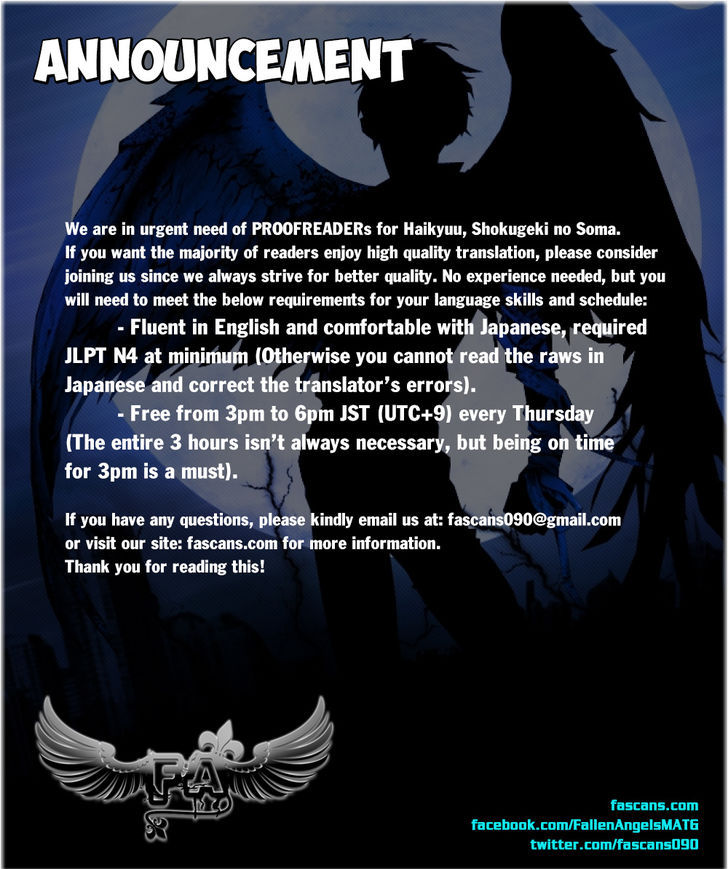 ANNOUNCEMENT
We are in urgent need of PROOFREADERs for Haikyuu, Shokugeki no Soma.
If you want the majority of readers enjoy high quality translation, please consider
joining us since we always strive for better quality. No experience needed, but you
will need to meet the below requirements for your language skills and schedule:
- Fluent in English and comfortable with Japanese, required
JLPT N4 at minimum (Otherwise you cannot read the raws in
Japanese and correct the translator's errors).
- Free from 3pm to 6pm JST (UTC+9) every Thursday
(The entire 3 hours isn't always necessary, but being on time
for 3pm is a must).
If you have any questions, please kindly email us at: fascans090@gmail.com
or visit our site: fascans.com for more information.
Thank you for reading this!
FA
fascans.com
facebook.com/FallenAngelsMATG
twitter.com/fascans090